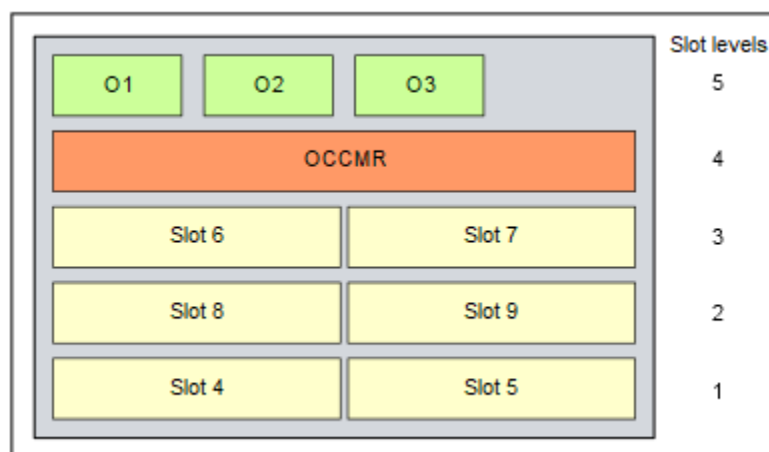 Slot levels
O1 O2 O3 5
OCCMR 4
Slot 6 Slot 7 3
Slot 8 Slot 9 2
Slot 4 Slot 5 1